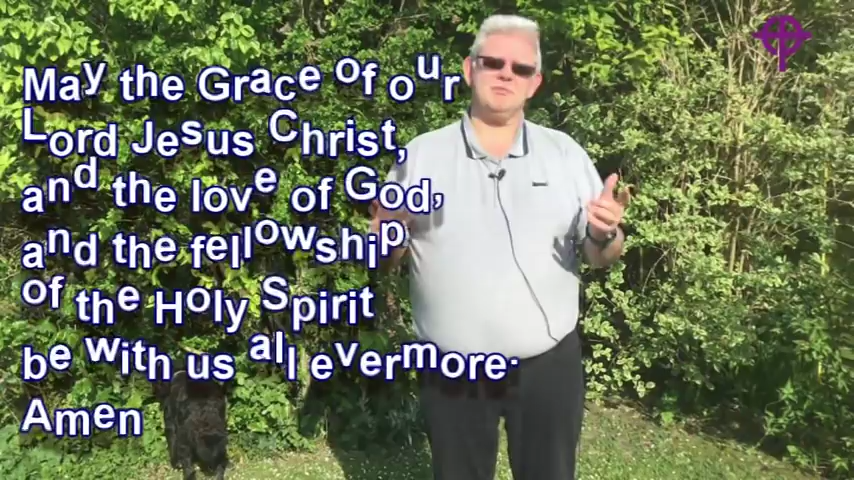 May the Grace of our
Lord Jesus Christ,
and the love of God,
and the fellowship
of the Holy Spirit
be with us all evermore.
Amen